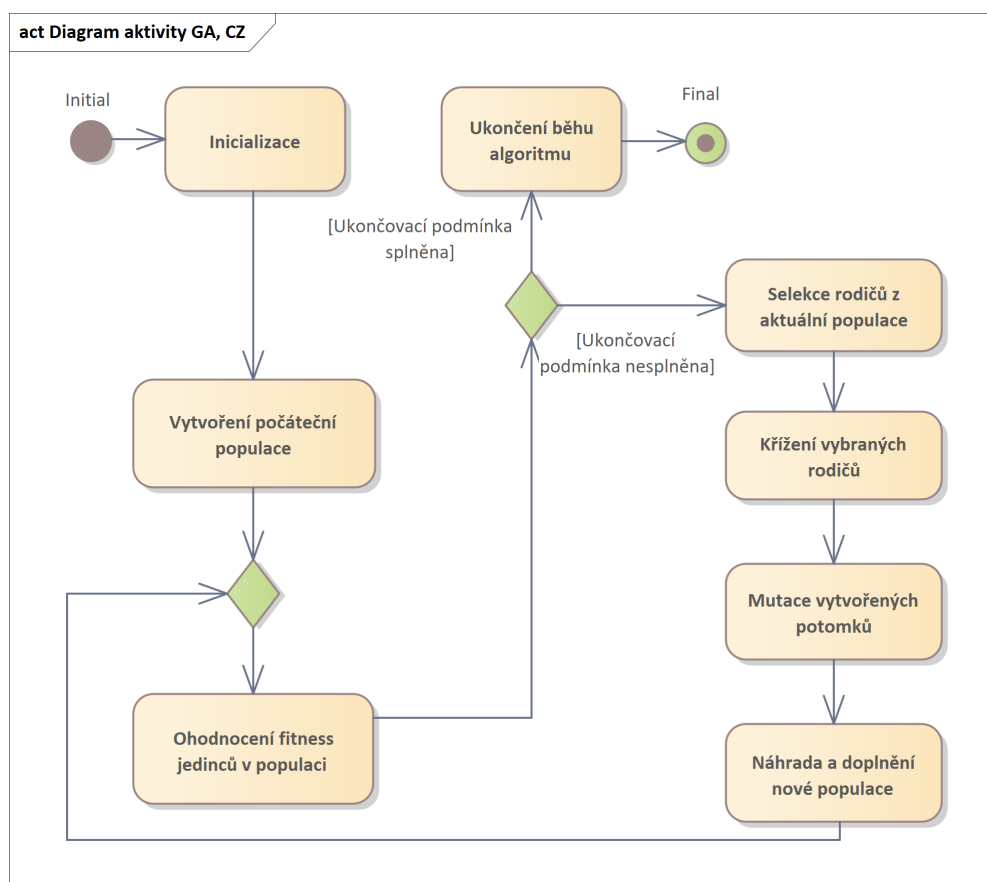 act Diagram aktivity GA, CZ
Initial
Inicializace
Ukončení běhu
algoritmu
Final
[Ukončovací podmínka
splněna]
[Ukončovací
podmínka nesplněna]
Selekce rodičů z
aktuální populace
Vytvoření počáteční
populace
Křížení vybraných
rodičů
Mutace vytvořených
potomků
Ohodnocení fitness
jedinců v populaci
Náhrada a doplnění
nové populace